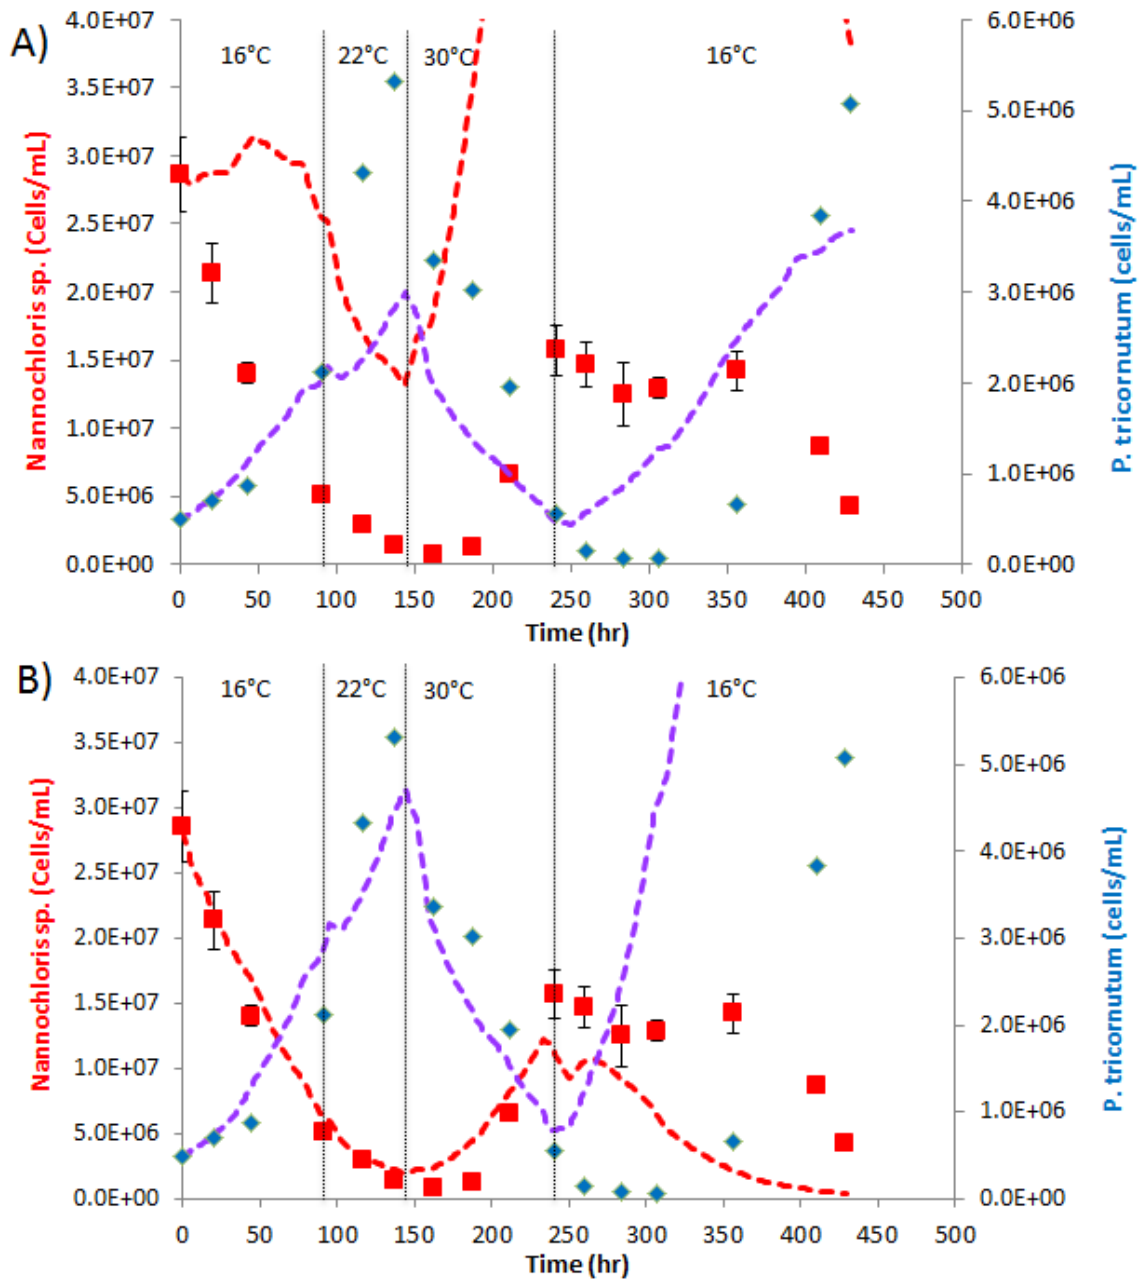 A)
4.0E+07
3.5E+07
3.0E+07
2.5E+07
2.0E+07
1.5E+07
1.0E+07
5.0E+06
0.0E+00
Nannochloris sp. (Cells/mL)
16°C 22°C 30°C 16°C
6.0E+06
5.0E+06
4.0E+06
3.0E+06
2.0E+06
1.0E+06
0.0E+00
P. tricornutum (cells/mL)
0 50 100 150 200 250 300 350 400 450 500
Time (hr)
B)
4.0E+07
3.5E+07
3.0E+07
2.5E+07
2.0E+07
1.5E+07
1.0E+07
5.0E+06
0.0E+00
Nannochloris sp. (Cells/mL)
16°C 22°C 30°C 16°C
6.0E+06
5.0E+06
4.0E+06
3.0E+06
2.0E+06
1.0E+06
0.0E+00
P. tricornutum (cells/mL)
0 50 100 150 200 250 300 350 400 450 500
Time (hr)